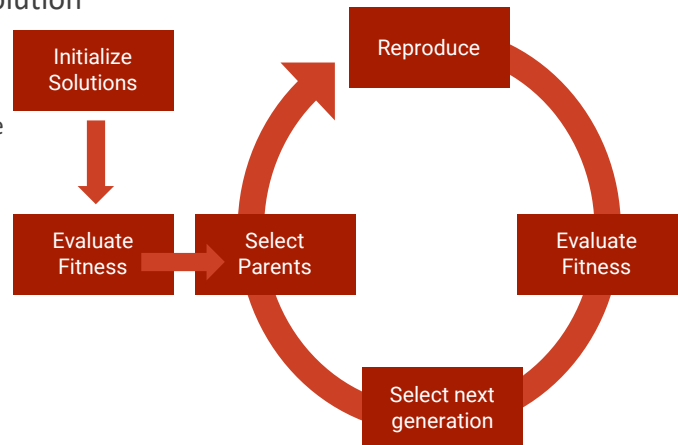 Initialize
Solutions
Reproduce
Evaluate
Fitness
Select
Parents
Evaluate
Fitness
Select next
generation